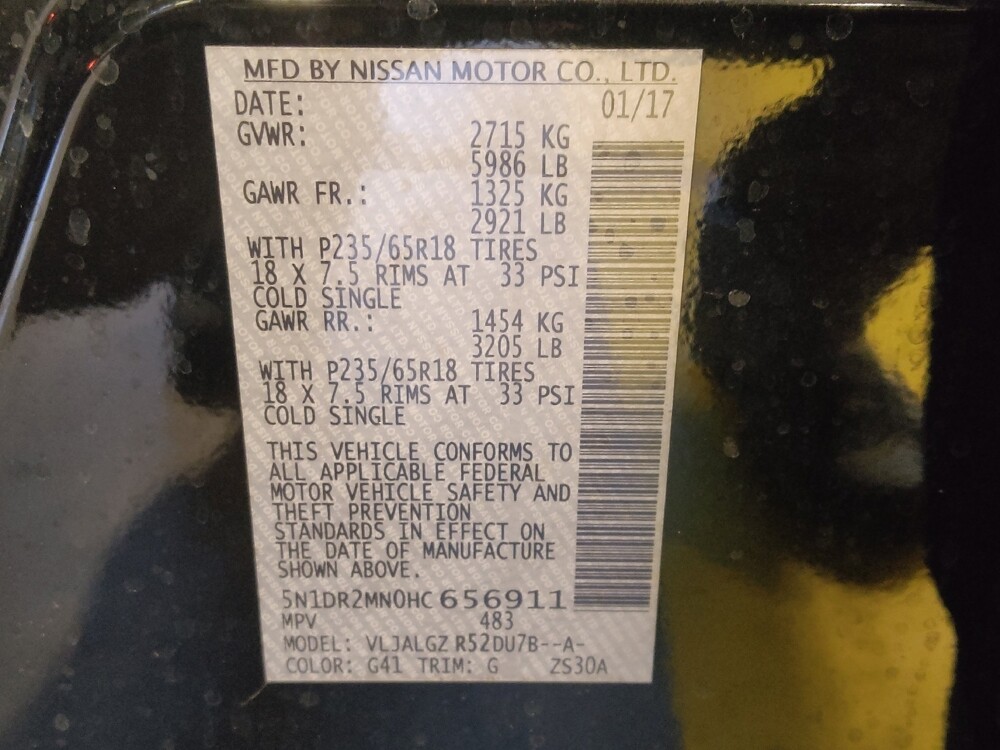 MFD BY NISSAN MOTOR CO., LTD.
DATE: 01/17
GVWR: 2715 KG
5986 LB
GAWR FR.: 1325 KG
2921 LB
WITH P235/65R18 TIRES
18 X 7.5 RIMS AT 33 PSI
COLD SINGLE
GAWR RR.: 1454 KG
3205 LB
WITH P235/65R18 TIRES
18 X 7.5 RIMS AT 33 PSI
COLD SINGLE
THIS VEHICLE CONFORMS TO
ALL APPLICABLE FEDERAL
MOTOR VEHICLE SAFETY AND
THEFT PREVENTION
STANDARDS IN EFFECT ON
THE DATE OF MANUFACTURE
SHOWN ABOVE.
5N1DR2MN0HC 656911
MPV 483
MODEL: VLJALGZ R52DU7B--A-
COLOR: G41 TRIM: G ZS30A